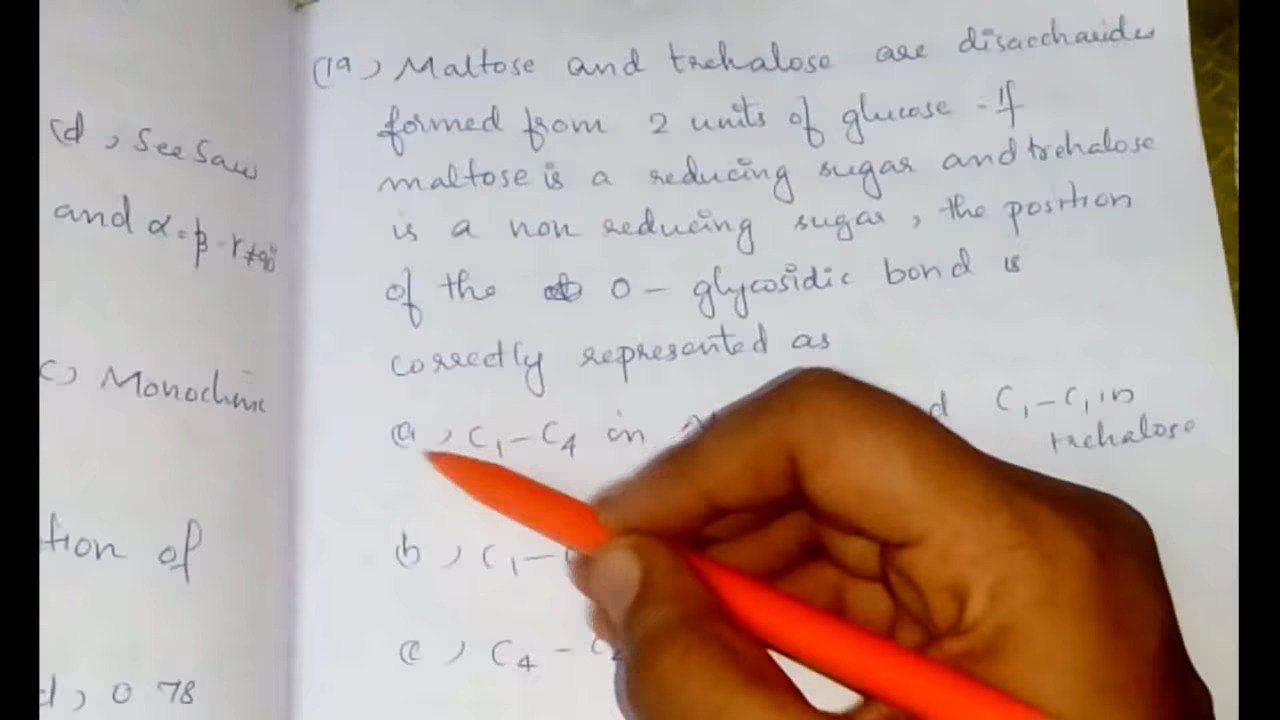 (d, See Saw
and α = β = γ ≠ 90°
c) Monoclinic
tion of
d, 0 78
(19, Maltose and trehalose are disaccharides
formed from 2 units of glucose. If
maltose is a reducing sugar and trehalose
is a non reducing sugar, the position
of the O - glycosidic bond is
correctly represented as
(a, C1 - C4 in C1 - C1 in
trehalose
(b, C1 -
(c, C4 -